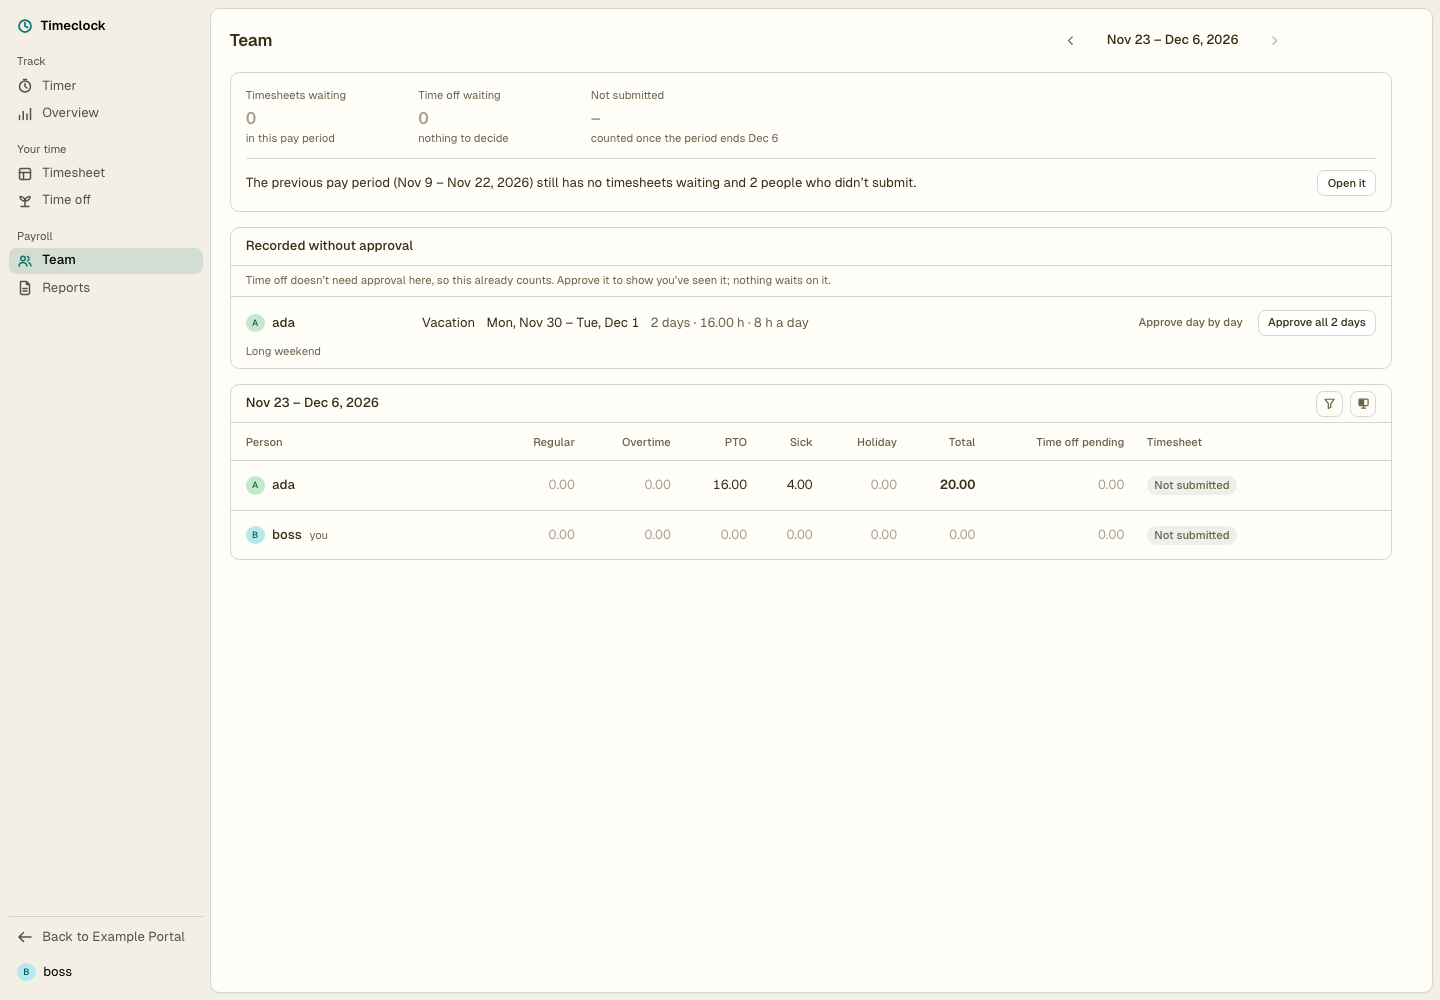 Timeclock
Track
Timer
Overview
Your time
Timesheet
Time off
Payroll
Team
Reports
Back to Example Portal
B boss
Team
Nov 23 – Dec 6, 2026
Timesheets waiting
0
in this pay period
Time off waiting
0
nothing to decide
Not submitted
–
counted once the period ends Dec 6
The previous pay period (Nov 9 – Nov 22, 2026) still has no timesheets waiting and 2 people who didn’t submit.
Open it
Recorded without approval
Time off doesn’t need approval here, so this already counts. Approve it to show you’ve seen it; nothing waits on it.
A ada Vacation Mon, Nov 30 – Tue, Dec 1 2 days · 16.00 h · 8 h a day Approve day by day Approve all 2 days
Long weekend
Nov 23 – Dec 6, 2026
Person Regular Overtime PTO Sick Holiday Total Time off pending Timesheet
A ada 0.00 0.00 16.00 4.00 0.00 20.00 0.00 Not submitted
B boss you 0.00 0.00 0.00 0.00 0.00 0.00 0.00 Not submitted